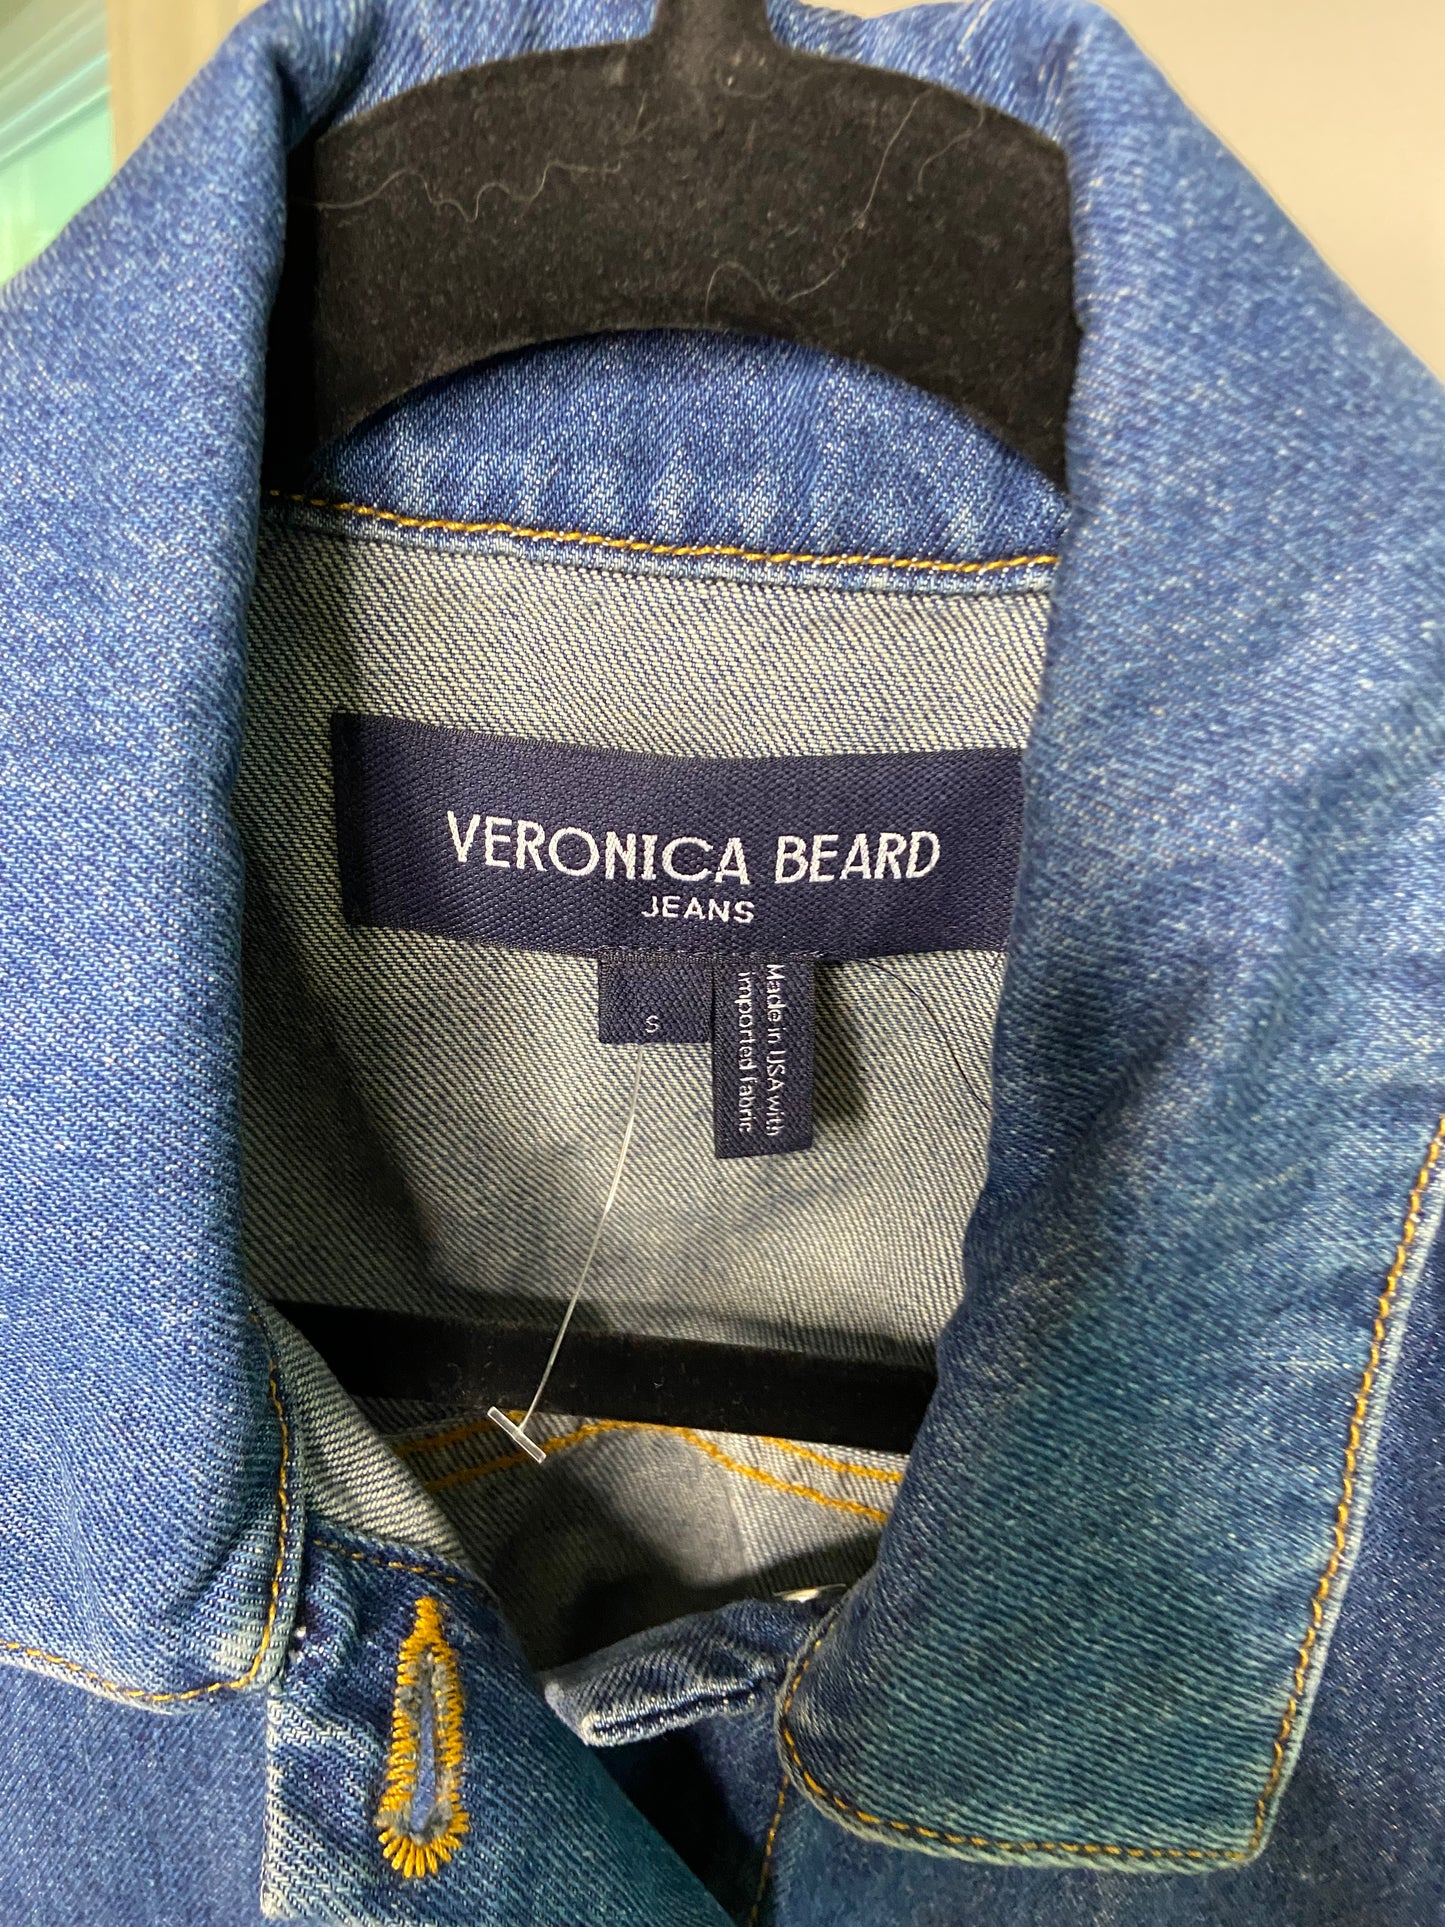 VERONICA BEARD
JEANS
S
Made in USA with
imported fabric